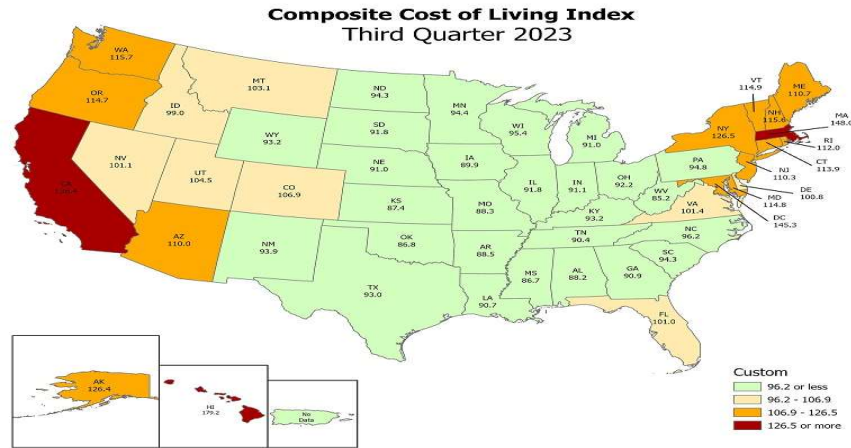 Composite Cost of Living Index
Third Quarter 2023
WA
115.7
OR
114.7
ID
99.0
MT
103.1
ND
94.3
MN
94.4
SD
91.8
WY
93.2
WI
95.4
MI
91.0
VT
114.9
NH
115.6
ME
110.7
NY
126.5
MA
RI
112.0
CT
113.9
NJ
110.3
DE
100.8
MD
114.8
DC
145.3
PA
94.8
NV
101.1
UT
104.5
CO
106.9
NE
91.0
IA
89.9
IL
91.8
IN
91.1
OH
92.2
WV
85.2
VA
101.4
CA
KS
87.4
MO
88.3
KY
93.2
AZ
110.0
NM
93.9
OK
86.8
AR
88.5
TN
90.4
NC
96.2
SC
94.3
TX
93.0
LA
90.7
MS
86.7
AL
88.2
GA
90.9
FL
101.0
AK
126.4
HI
179.2
No
Data
Custom
96.2 or less
96.2 - 106.9
106.9 - 126.5
126.5 or more